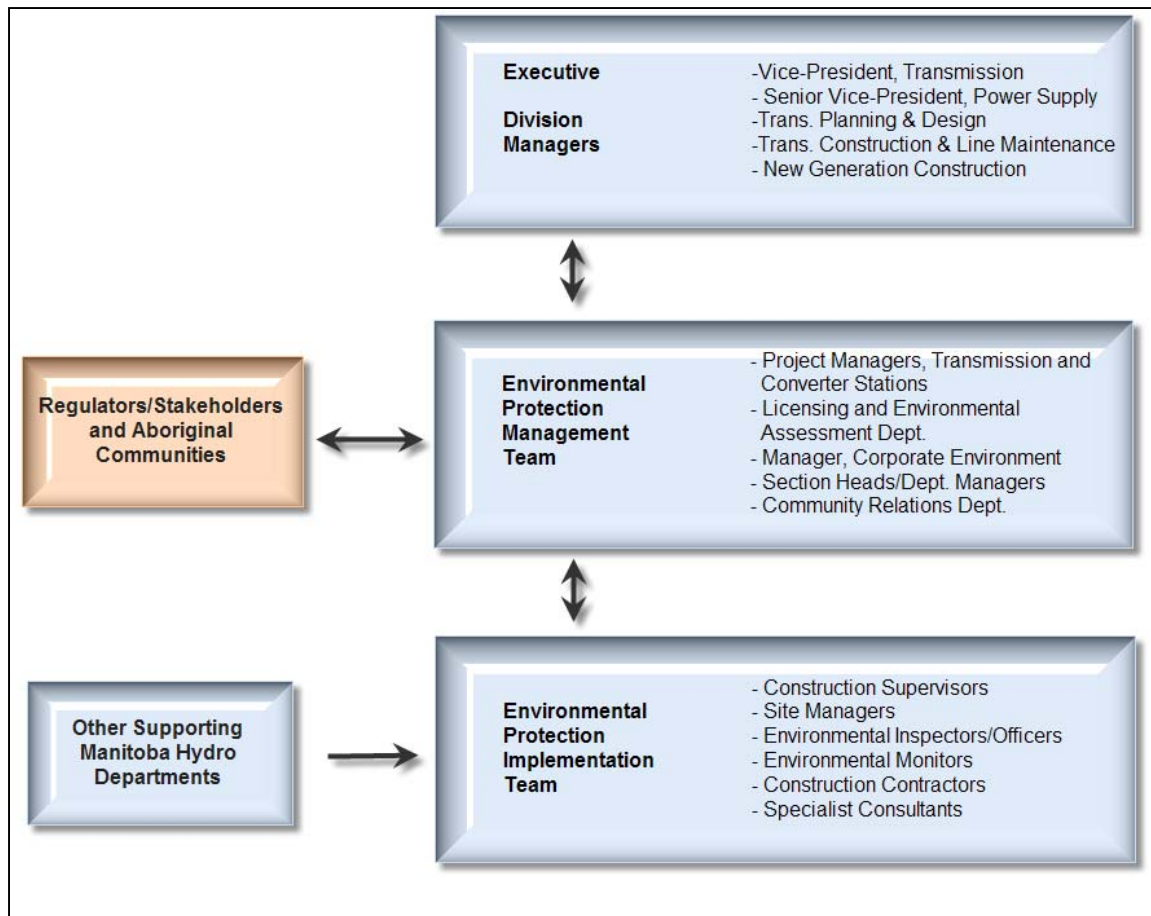 Executive -Vice-President, Transmission
- Senior Vice-President, Power Supply
Division -Trans. Planning & Design
Managers -Trans. Construction & Line Maintenance
- New Generation Construction
Regulators/Stakeholders
and Aboriginal
Communities
- Project Managers, Transmission and
Environmental Converter Stations
Protection - Licensing and Environmental
Management Assessment Dept.
Team - Manager, Corporate Environment
- Section Heads/Dept. Managers
- Community Relations Dept.
Other Supporting
Manitoba Hydro
Departments
- Construction Supervisors
Environmental - Site Managers
Protection - Environmental Inspectors/Officers
Implementation - Environmental Monitors
Team - Construction Contractors
- Specialist Consultants